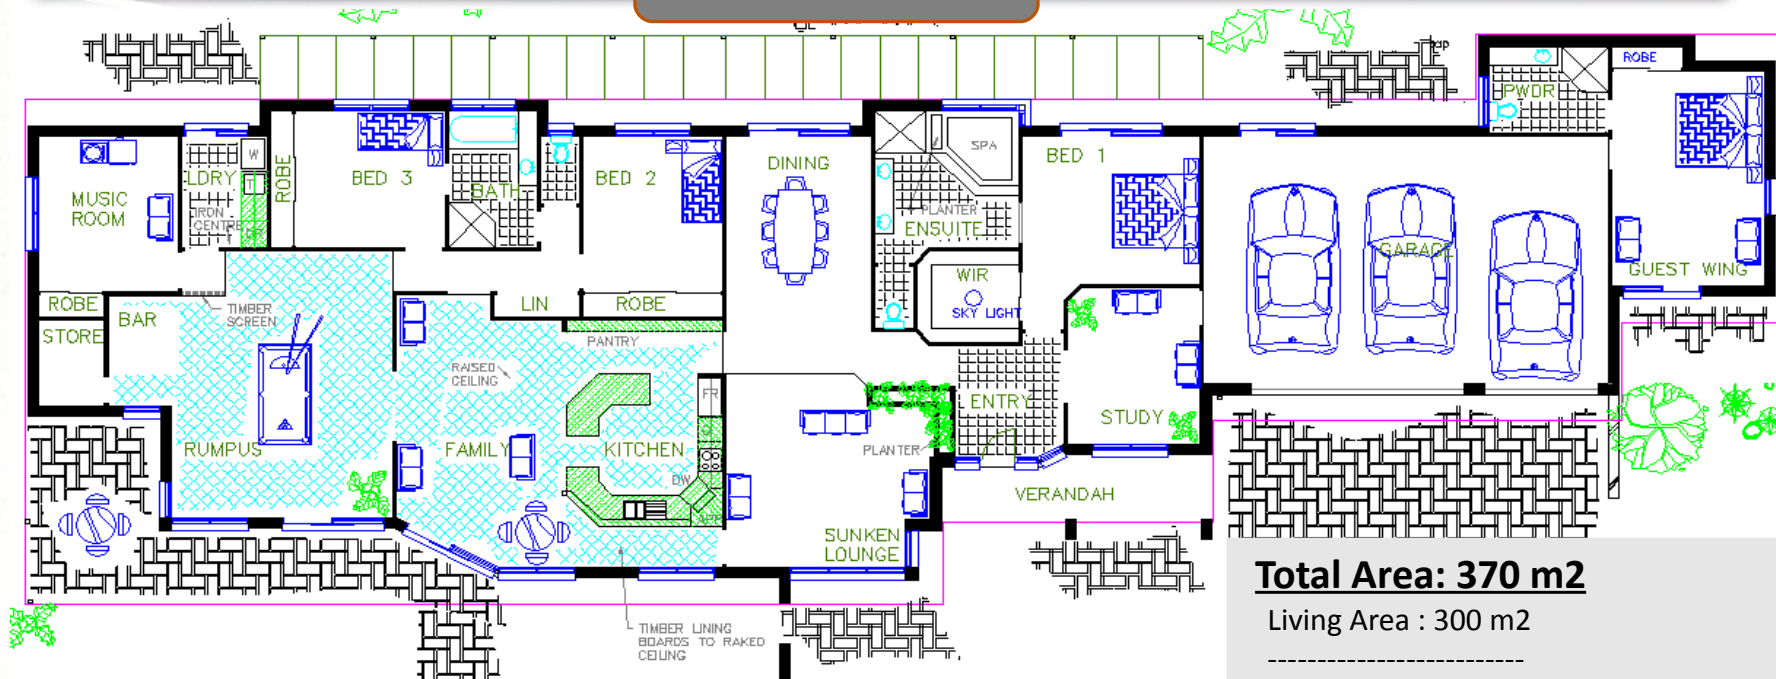 ROBE
PWDR
DINING
BED 1
SPA
W
LDRY
T
BED 3
ROBE
BATH
BED 2
MUSIC
ROOM
IRON
CENTRE
PLANTER
ENSUITE
GARAGE
GUEST WING
WIR
SKY LIGHT
ROBE
LIN
ROBE
BAR
TIMBER
SCREEN
STORE
PANTRY
RAISED
CEILING
FR
ENTRY
STUDY
RUMPUS
FAMILY
KITCHEN
PLANTER
DW
VERANDAH
SUNKEN
LOUNGE
TIMBER LINING
BOARDS TO RAKED
CEILING
Total Area: 370 m2
Living Area : 300 m2
--------------------------